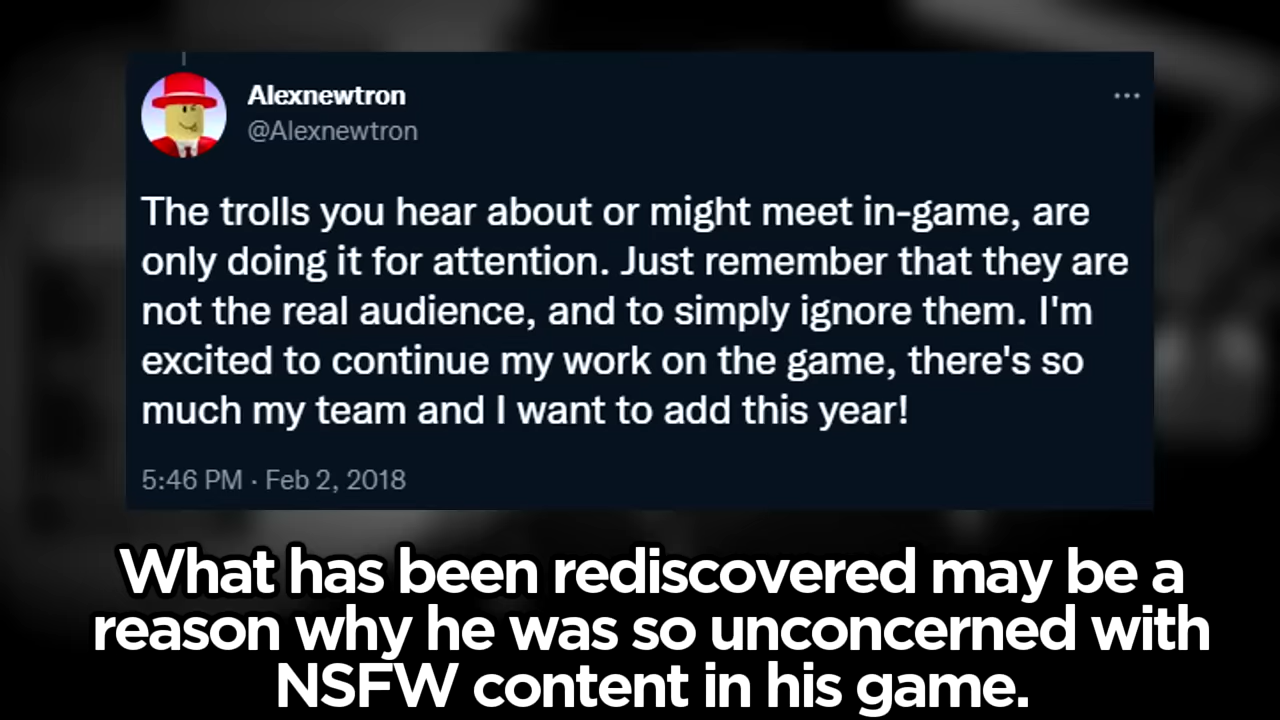 Alexnewtron
@Alexnewtron
The trolls you hear about or might meet in-game, are
only doing it for attention. Just remember that they are
not the real audience, and to simply ignore them. I'm
excited to continue my work on the game, there's so
much my team and I want to add this year!
5:46 PM · Feb 2, 2018
What has been rediscovered may be a
reason why he was so unconcerned with
NSFW content in his game.